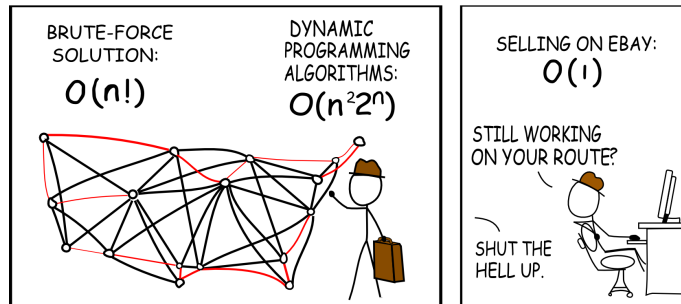 BRUTE-FORCE
SOLUTION:
O(n!)
DYNAMIC
PROGRAMMING
ALGORITHMS:
O(n²2ⁿ)
SELLING ON EBAY:
O(1)
STILL WORKING
ON YOUR ROUTE?
SHUT THE
HELL UP.